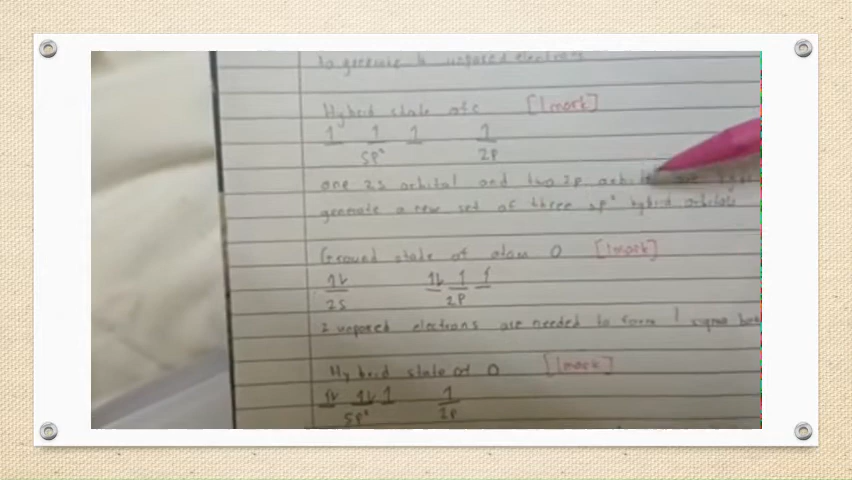 to generate 4 unpaired electrons
Hybrid state of C [1 mark]
1 1 1 1
sp² 2p
one 2s orbital and two 2p orbitals are
generate a new set of three sp² hybrid orbitals
Ground state of atom O [1 mark]
1l 1l 1 1
2s 2p
2 unpaired electrons are needed to form 1 sigma
Hybrid state of O [1 mark]
1l 1l 1 1
sp² 2p